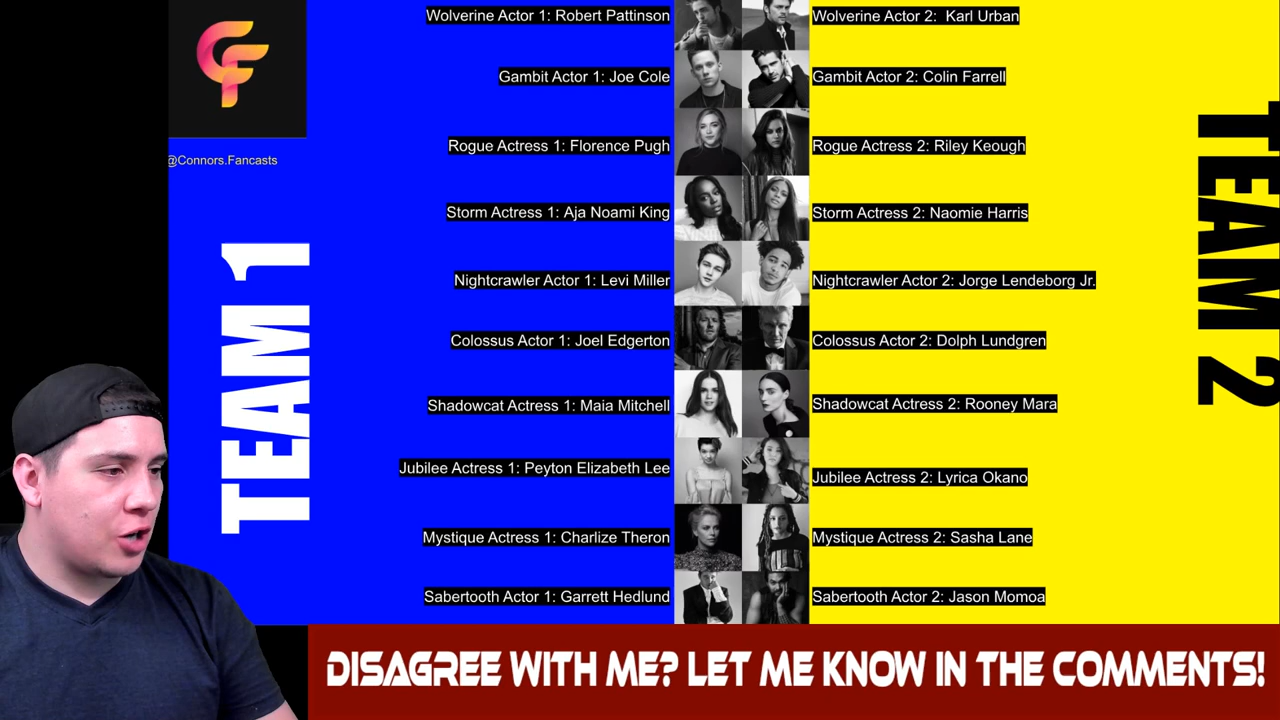 Wolverine Actor 1: Robert Pattinson
Wolverine Actor 2: Karl Urban
Gambit Actor 1: Joe Cole
Gambit Actor 2: Colin Farrell
@Connors.Fancasts
Rogue Actress 1: Florence Pugh
Rogue Actress 2: Riley Keough
Storm Actress 1: Aja Noami King
Storm Actress 2: Naomie Harris
TEAM 1
TEAM 2
Nightcrawler Actor 1: Levi Miller
Nightcrawler Actor 2: Jorge Lendeborg Jr.
Colossus Actor 1: Joel Edgerton
Colossus Actor 2: Dolph Lundgren
Shadowcat Actress 1: Maia Mitchell
Shadowcat Actress 2: Rooney Mara
Jubilee Actress 1: Peyton Elizabeth Lee
Jubilee Actress 2: Lyrica Okano
Mystique Actress 1: Charlize Theron
Mystique Actress 2: Sasha Lane
Sabertooth Actor 1: Garrett Hedlund
Sabertooth Actor 2: Jason Momoa
DISAGREE WITH ME? LET ME KNOW IN THE COMMENTS!